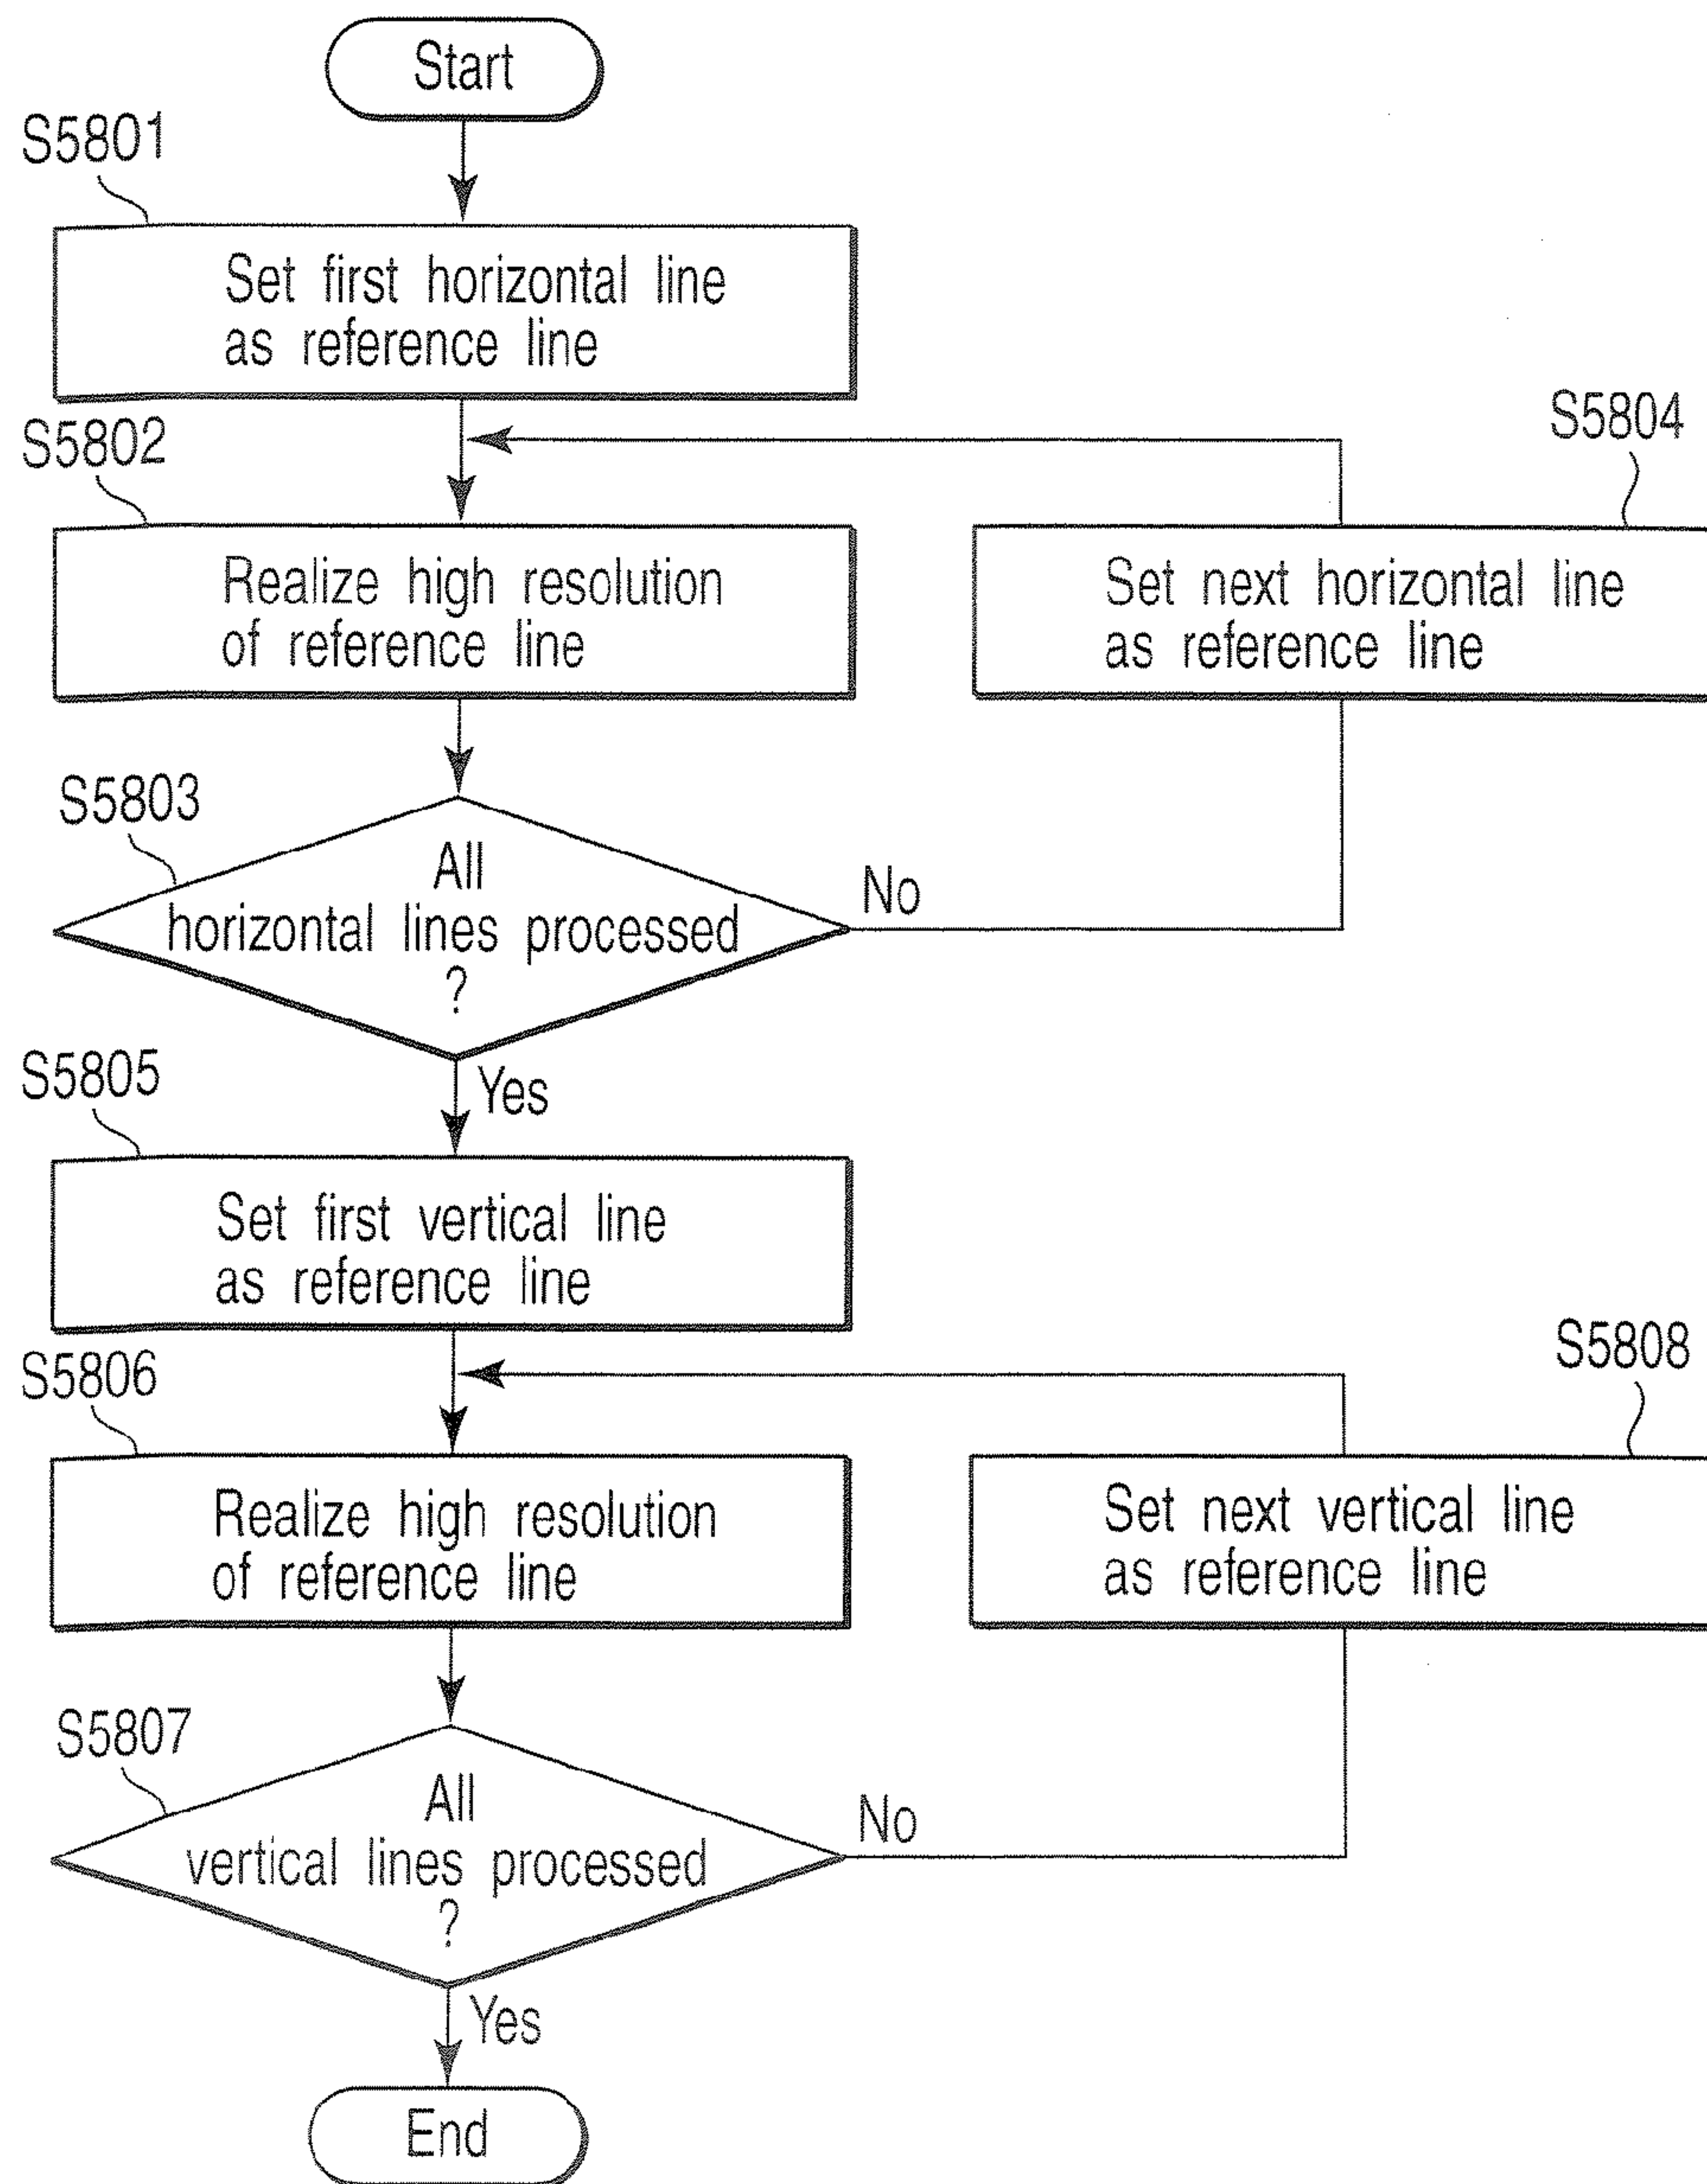 Start
S5801
Set first horizontal line
as reference line
S5802
S5804
Realize high resolution
of reference line
Set next horizontal line
as reference line
S5803
All
horizontal lines processed
?
No
Yes
S5805
Set first vertical line
as reference line
S5806
S5808
Realize high resolution
of reference line
Set next vertical line
as reference line
S5807
All
vertical lines processed
?
No
Yes
End